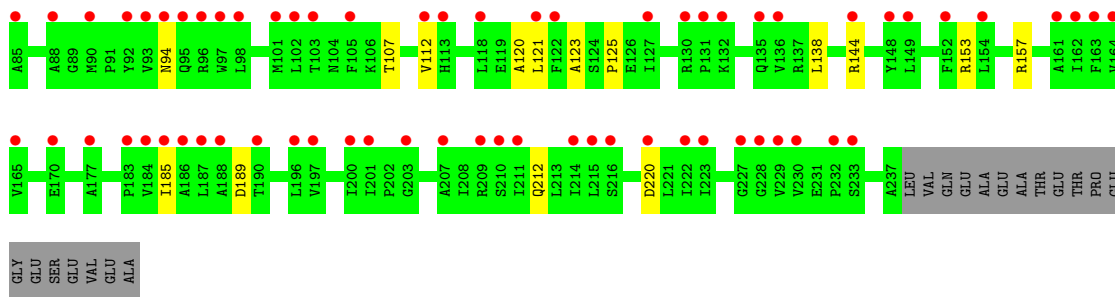 A85 A88 G89 M90 P91 Y92 V93 N94 Q95 R96 W97 L98 M101 L102 T103 N104 F105 K106 T107 V112 H113 L118 E119 A120 L121 F122 A123 S124 P125 E126 I127 R130 P131 K132 Q135 V136 R137 L138 R144 Y148 L149 F152 R153 L154 R157 A161 I162 F163 V164
V165 E170 A177 P183 V184 I185 A186 L187 A188 D189 T190 L196 V197 I200 I201 P202 G203 A207 I208 R209 S210 I211 Q212 L213 I214 L215 S216 D220 L221 I222 I223 G227 G228 V229 V230 E231 P232 S233 A237 LEU VAL GLN GLU ALA GLU ALA THR GLU THR PRO GLU
GLY GLU SER GLU VAL GLU ALA